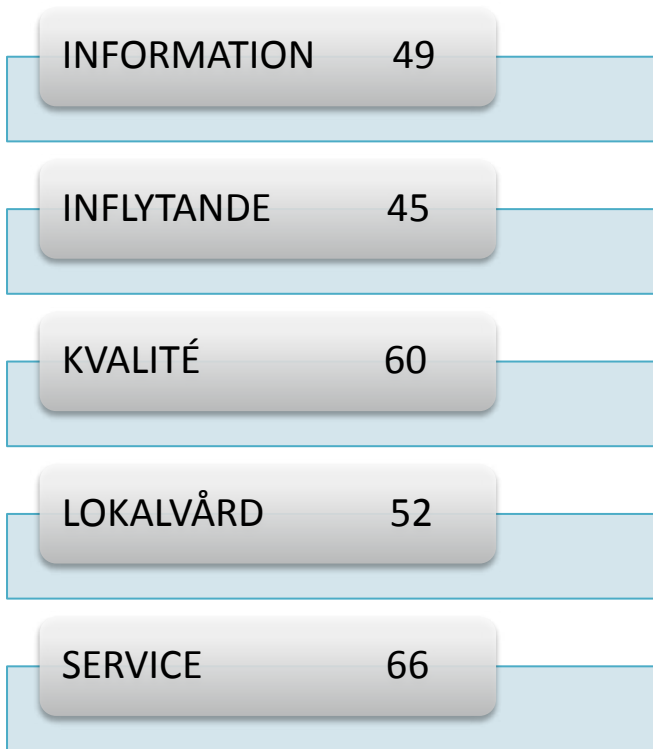 INFORMATION 49
INFLYTANDE 45
KVALITÉ 60
LOKALVÅRD 52
SERVICE 66